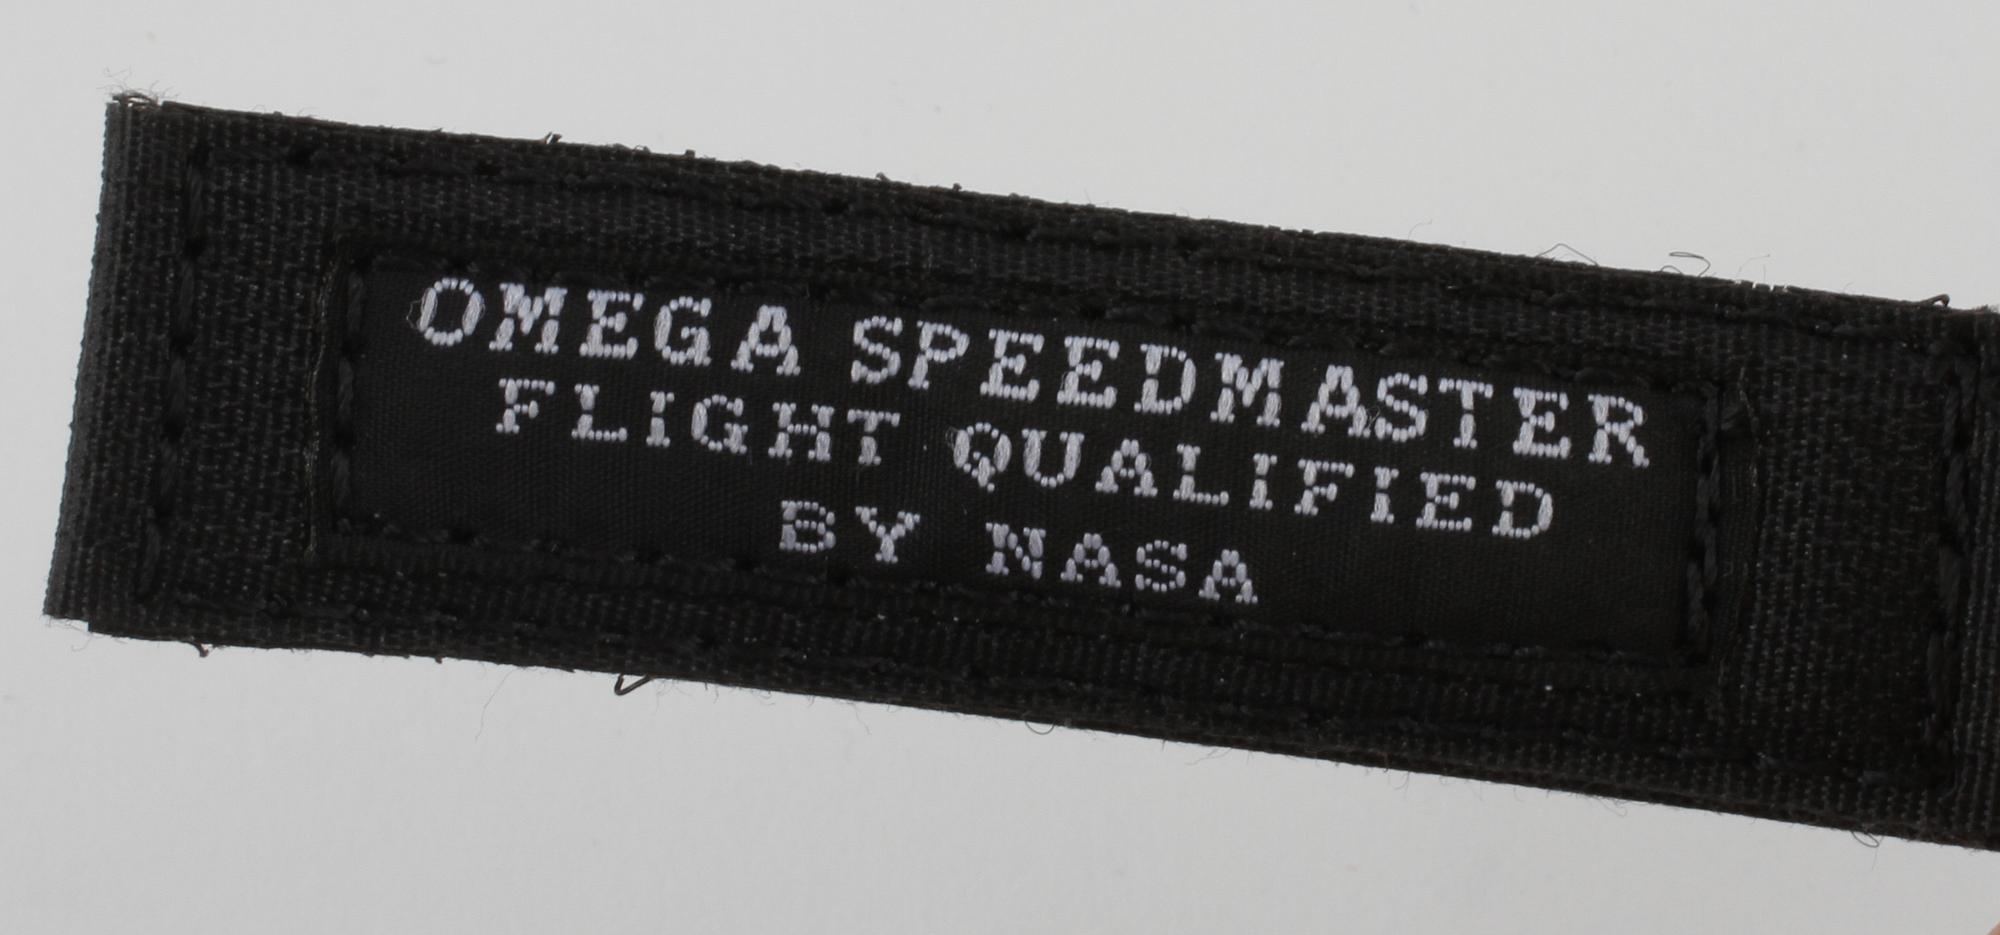 OMEGA SPEEDMASTER
FLIGHT QUALIFIED
BY NASA